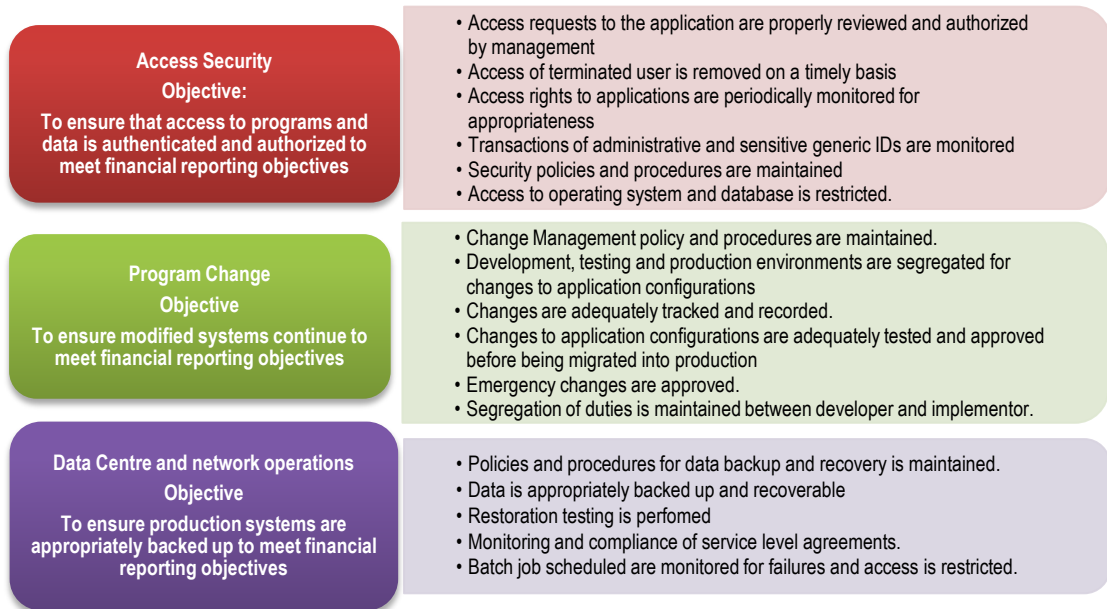 Access Security
Objective:
To ensure that access to programs and
data is authenticated and authorized to
meet financial reporting objectives
• Access requests to the application are properly reviewed and authorized
by management
• Access of terminated user is removed on a timely basis
• Access rights to applications are periodically monitored for
appropriateness
• Transactions of administrative and sensitive generic IDs are monitored
• Security policies and procedures are maintained
• Access to operating system and database is restricted.
Program Change
Objective
To ensure modified systems continue to
meet financial reporting objectives
• Change Management policy and procedures are maintained.
• Development, testing and production environments are segregated for
changes to application configurations
• Changes are adequately tracked and recorded.
• Changes to application configurations are adequately tested and approved
before being migrated into production
• Emergency changes are approved.
• Segregation of duties is maintained between developer and implementor.
Data Centre and network operations
Objective
To ensure production systems are
appropriately backed up to meet financial
reporting objectives
• Policies and procedures for data backup and recovery is maintained.
• Data is appropriately backed up and recoverable
• Restoration testing is perfomed
• Monitoring and compliance of service level agreements.
• Batch job scheduled are monitored for failures and access is restricted.